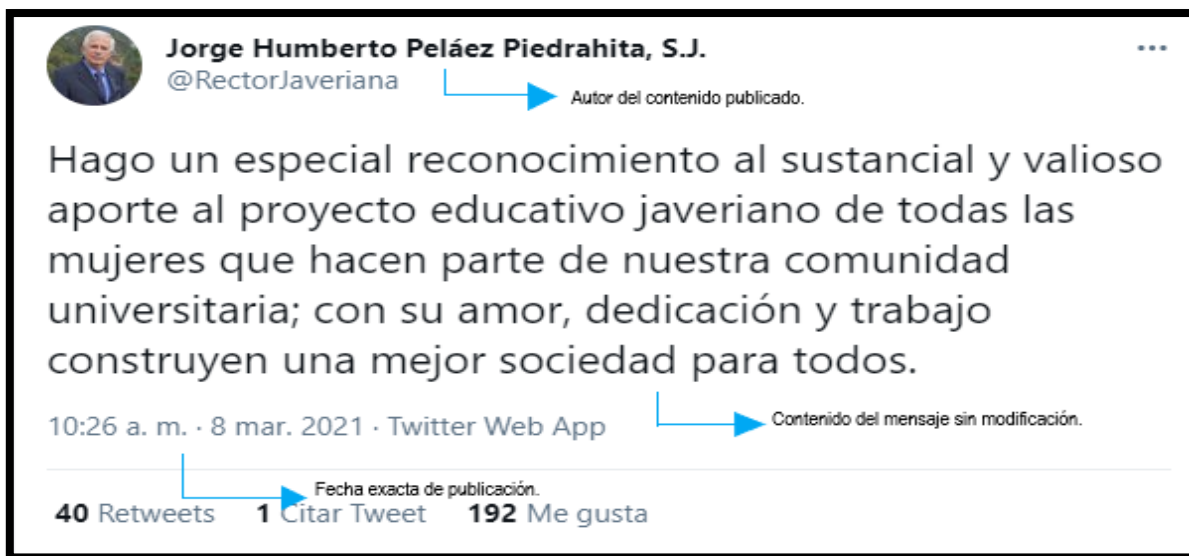 Jorge Humberto Peláez Piedrahita, S.J.
@RectorJaveriana
Autor del contenido publicado.
Hago un especial reconocimiento al sustancial y valioso
aporte al proyecto educativo javeriano de todas las
mujeres que hacen parte de nuestra comunidad
universitaria; con su amor, dedicación y trabajo
construyen una mejor sociedad para todos.
Contenido del mensaje sin modificación.
10:26 a. m. · 8 mar. 2021 · Twitter Web App
Fecha exacta de publicación.
40 Retweets 1 Citar Tweet 192 Me gusta